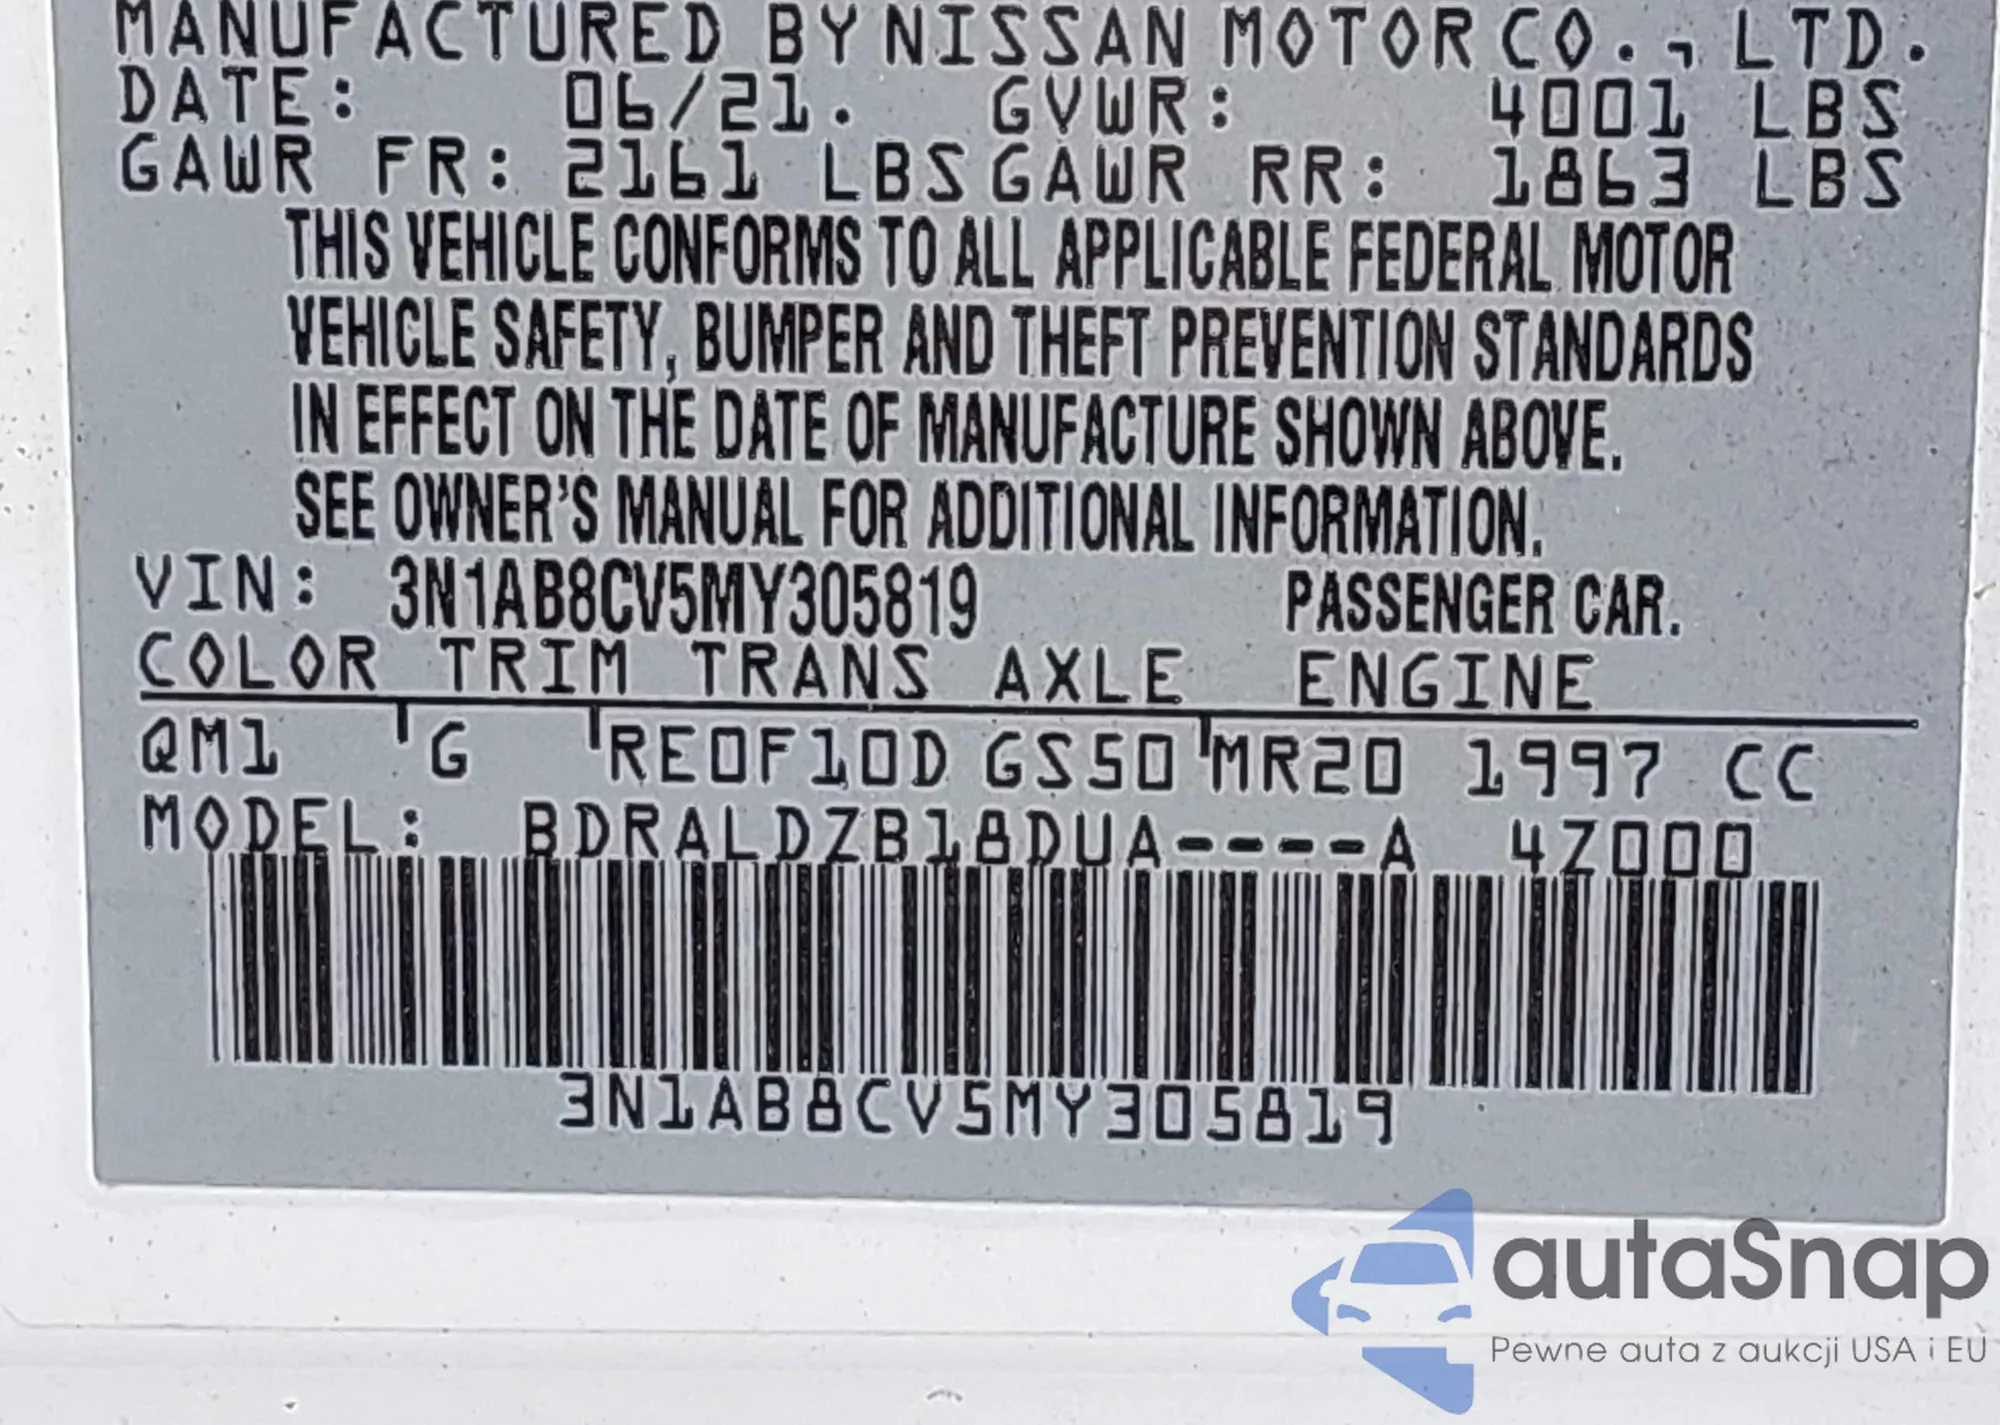 MANUFACTURED BY NISSAN MOTOR CO., LTD.
DATE: 06/21. GVWR: 4001 LBS
GAWR FR: 2161 LBS GAWR RR: 1863 LBS
THIS VEHICLE CONFORMS TO ALL APPLICABLE FEDERAL MOTOR
VEHICLE SAFETY, BUMPER AND THEFT PREVENTION STANDARDS
IN EFFECT ON THE DATE OF MANUFACTURE SHOWN ABOVE.
SEE OWNER'S MANUAL FOR ADDITIONAL INFORMATION.
VIN: 3N1AB8CV5MY305819 PASSENGER CAR.
COLOR TRIM TRANS AXLE ENGINE
QM1 G RE0F10D GS50 MR20 1997 CC
MODEL: BDRALDZB18DUA----A 4Z000
3N1AB8CV5MY305819
autaSnap
Pewne auta z aukcji USA i EU